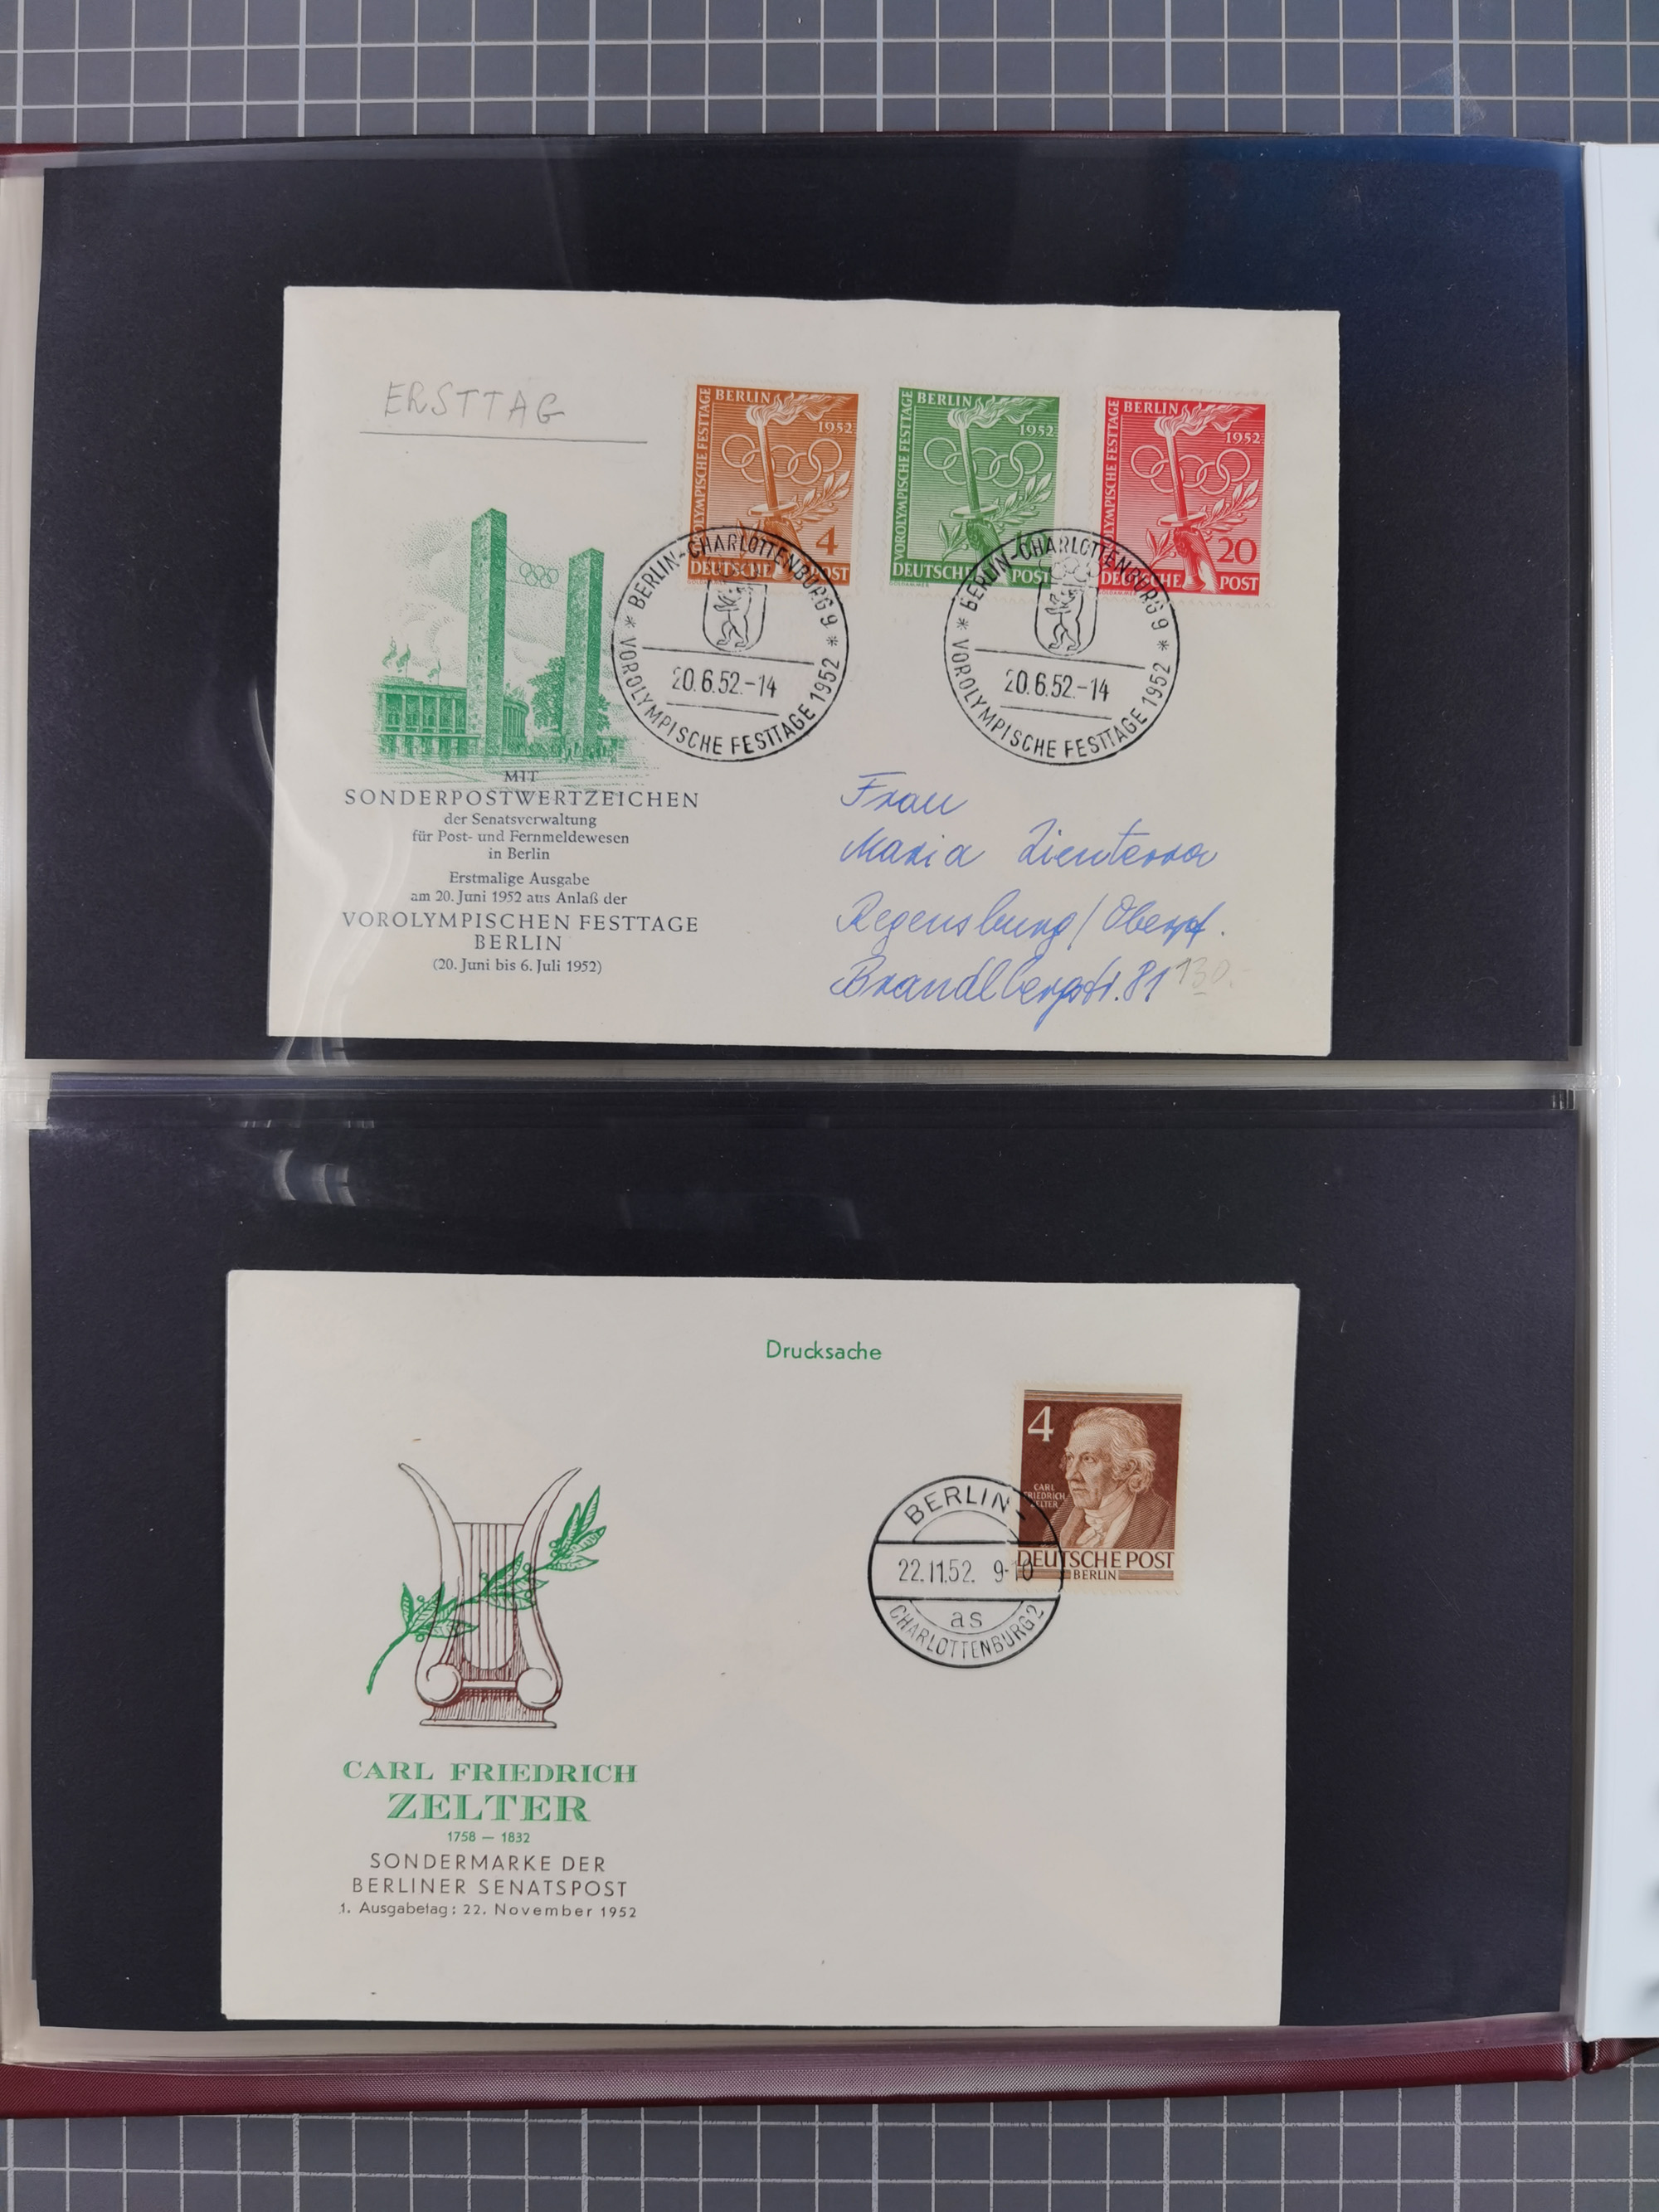 ERSTTAG
BERLIN
1952
VOROLYMPISCHE FESTTAGE
4
DEUTSCHE POST
BERLIN
1952
VOROLYMPISCHE FESTTAGE
DEUTSCHE POST
BERLIN
1952
VOROLYMPISCHE FESTTAGE
20
DEUTSCHE POST
* BERLIN-CHARLOTTENBURG 9 *
20.6.52.-14
VOROLYMPISCHE FESTTAGE 1952
* BERLIN-CHARLOTTENBURG 9 *
20.6.52.-14
VOROLYMPISCHE FESTTAGE 1952
MIT
SONDERPOSTWERTZEICHEN
der Senatsverwaltung
für Post- und Fernmeldewesen
in Berlin
Erstmalige Ausgabe
am 20. Juni 1952 aus Anlaß der
VOROLYMPISCHEN FESTTAGE
BERLIN
(20. Juni bis 6. Juli 1952)
Frau
Maria
Regensburg / Oberpf.
Brandlbergstr. 81
130.-
Drucksache
4
CARL
FRIEDRICH
ZELTER
DEUTSCHE POST
BERLIN
BERLIN-
22.11.52. 9-10
as
CHARLOTTENBURG 2
CARL FRIEDRICH
ZELTER
1758 — 1832
SONDERMARKE DER
BERLINER SENATSPOST
1. Ausgabetag: 22. November 1952